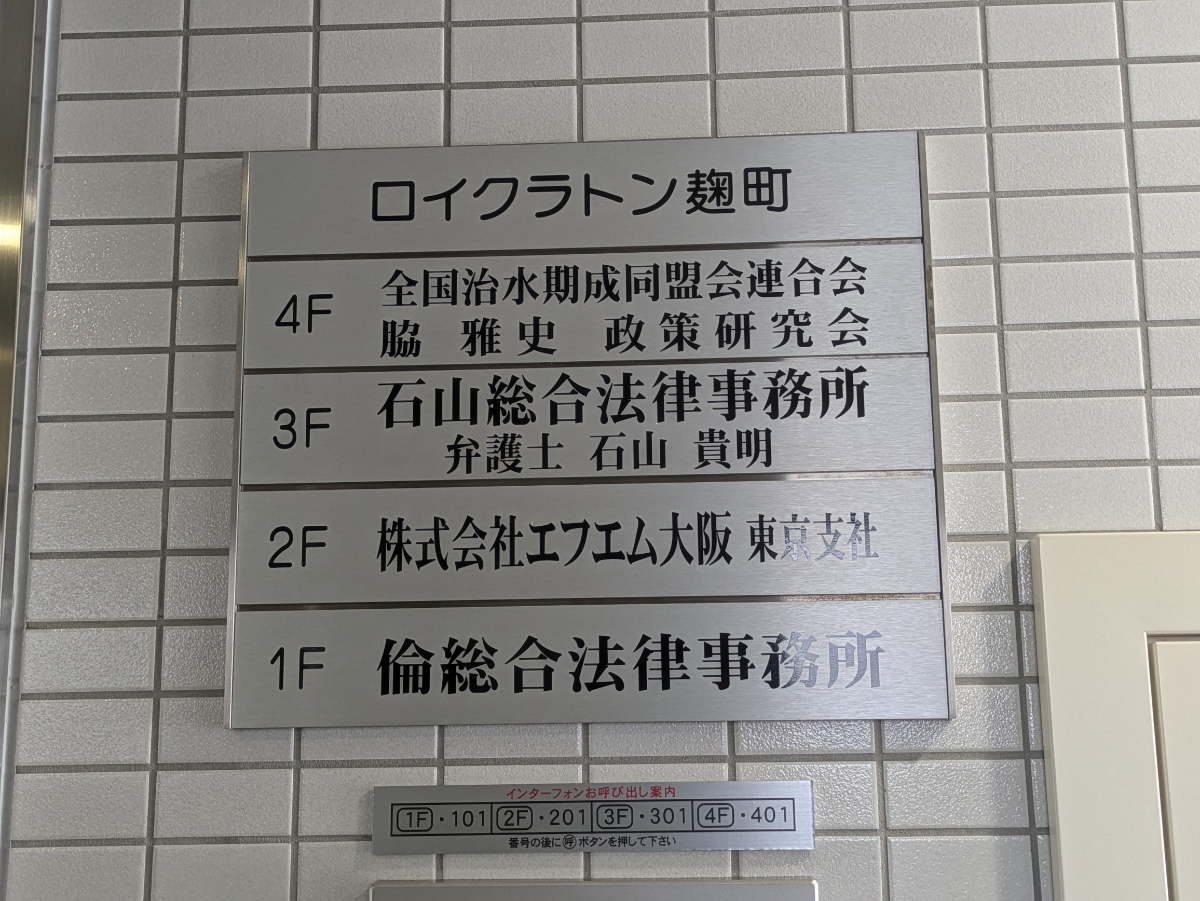 ロイクラトン麹町
4F 全国治水期成同盟会連合会
脇 雅史 政策研究会
3F 石山総合法律事務所
弁護士 石山 貴明
2F 株式会社エフエム大阪 東京支社
1F 倫総合法律事務所
インターフォンお呼び出し案内
1F・101 2F・201 3F・301 4F・401
番号の後に呼ボタンを押して下さい